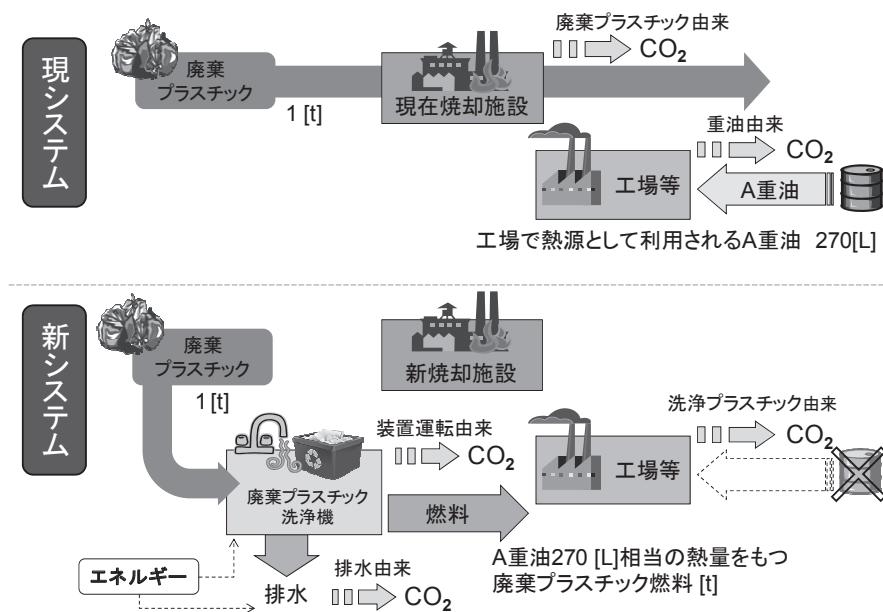 現システム
廃棄
プラスチック
1 [t]
現在焼却施設
廃棄プラスチック由来
CO₂
重油由来
CO₂
工場等
A重油
工場で熱源として利用されるA重油 270[L]
新システム
廃棄
プラスチック
1 [t]
新焼却施設
装置運転由来
CO₂
洗浄プラスチック由来
CO₂
工場等
廃棄プラスチック
洗浄機
燃料
A重油270 [L]相当の熱量をもつ
廃棄プラスチック燃料 [t]
エネルギー
排水
排水由来
CO₂